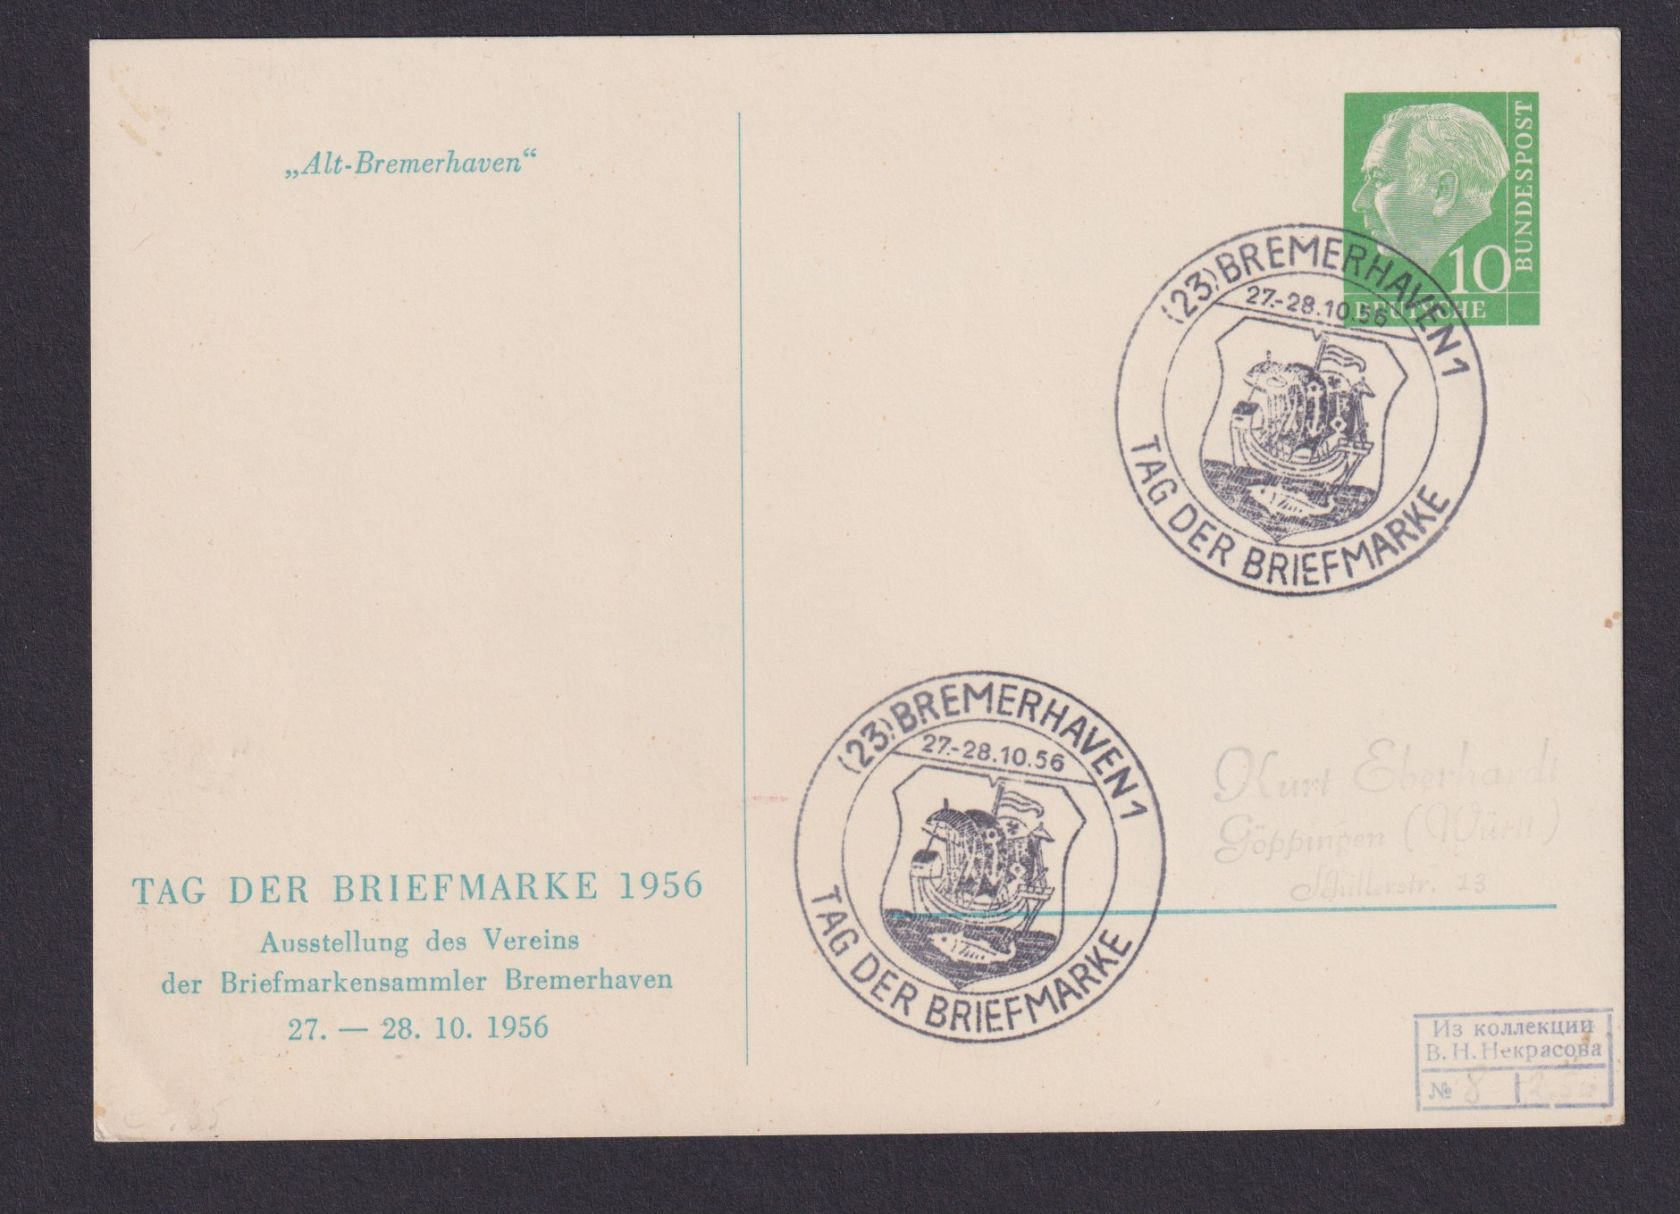 „Alt-Bremerhaven“
TAG DER BRIEFMARKE 1956
Ausstellung des Vereins
der Briefmarkensammler Bremerhaven
27. — 28. 10. 1956
BUNDESPOST
10
DEUTSCHE
(23) BREMERHAVEN 1
27.-28.10.56
TAG DER BRIEFMARKE
(23) BREMERHAVEN 1
27.-28.10.56
TAG DER BRIEFMARKE
Kurt Eberhardt
Göppingen (Württ.)
13
Из коллекции
В. Н. Некрасова
№ 8